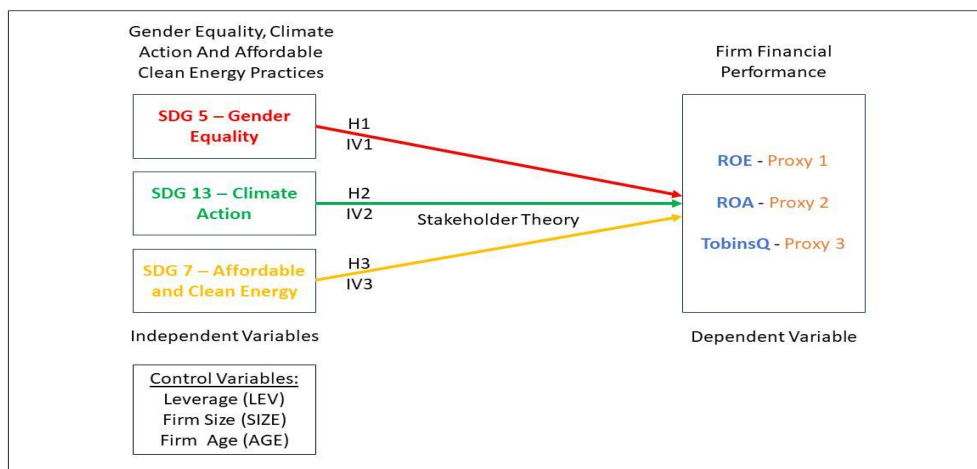 Gender Equality, Climate
Action And Affordable
Clean Energy Practices
SDG 5 – Gender
Equality
SDG 13 – Climate
Action
SDG 7 – Affordable
and Clean Energy
Independent Variables
Control Variables:
Leverage (LEV)
Firm Size (SIZE)
Firm Age (AGE)
H1
IV1
H2
IV2
Stakeholder Theory
H3
IV3
Firm Financial
Performance
ROE - Proxy 1
ROA - Proxy 2
TobinsQ - Proxy 3
Dependent Variable